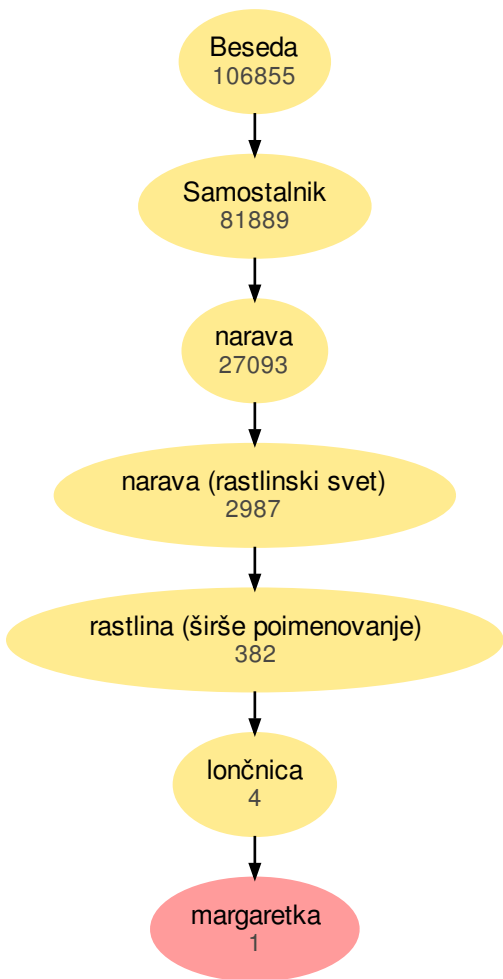 Beseda
106855
Samostalnik
81889
narava
27093
narava (rastlinski svet)
2987
rastlina (širše poimenovanje)
382
lončnica
4
margaretka
1